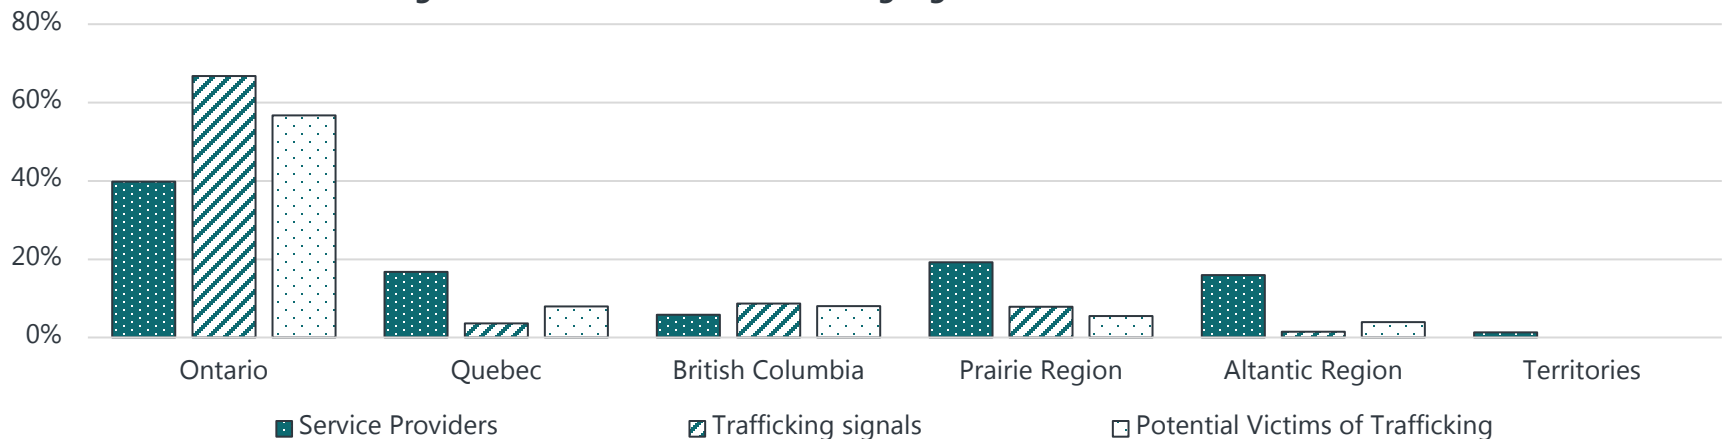 80%
60%
40%
20%
0%
Ontario Quebec British Columbia Prairie Region Altantic Region Territories
Service Providers Trafficking signals Potential Victims of Trafficking